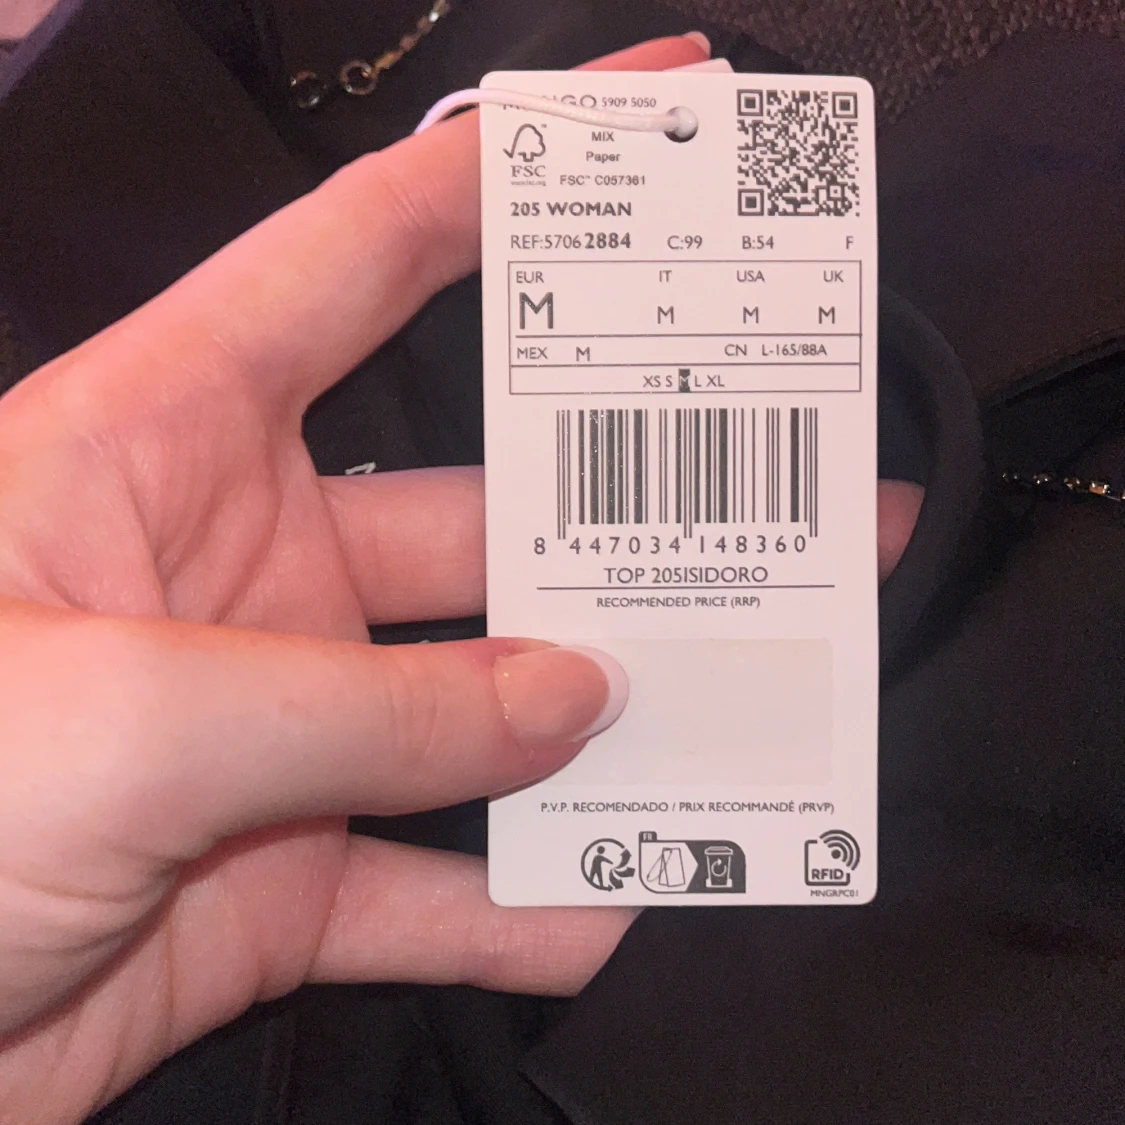 5909 5050
MIX
Paper
FSC™ C057361
FSC
205 WOMAN
REF:5706 2884 C:99 B:54 F
EUR IT USA UK
M M M M
MEX M CN L-165/88A
XS S M L XL
8 447034 148360
TOP 205ISIDORO
RECOMMENDED PRICE (RRP)
P.V.P. RECOMENDADO / PRIX RECOMMANDÉ (PRVP)
FR
RFID
MNGRPC01